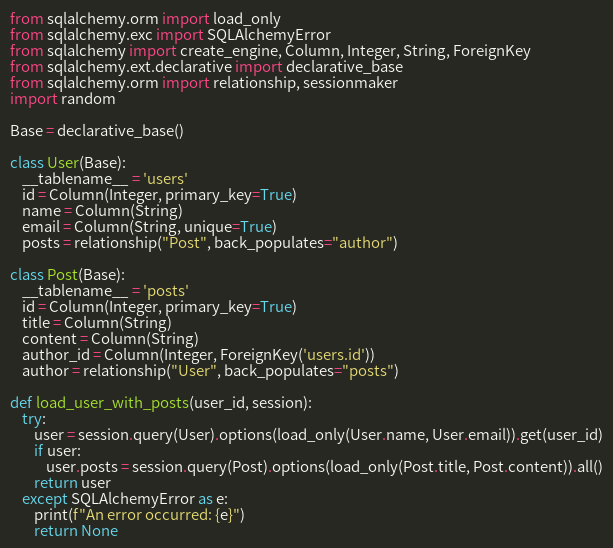 from sqlalchemy.orm import load_only
from sqlalchemy.exc import SQLAlchemyError
from sqlalchemy import create_engine, Column, Integer, String, ForeignKey
from sqlalchemy.ext.declarative import declarative_base
from sqlalchemy.orm import relationship, sessionmaker
import random

Base = declarative_base()

class User(Base):
    __tablename__ = 'users'
    id = Column(Integer, primary_key=True)
    name = Column(String)
    email = Column(String, unique=True)
    posts = relationship("Post", back_populates="author")

class Post(Base):
    __tablename__ = 'posts'
    id = Column(Integer, primary_key=True)
    title = Column(String)
    content = Column(String)
    author_id = Column(Integer, ForeignKey('users.id'))
    author = relationship("User", back_populates="posts")

def load_user_with_posts(user_id, session):
    try:
        user = session.query(User).options(load_only(User.name, User.email)).get(user_id)
        if user:
            user.posts = session.query(Post).options(load_only(Post.title, Post.content)).all()
        return user
    except SQLAlchemyError as e:
        print(f"An error occurred: {e}")
        return None